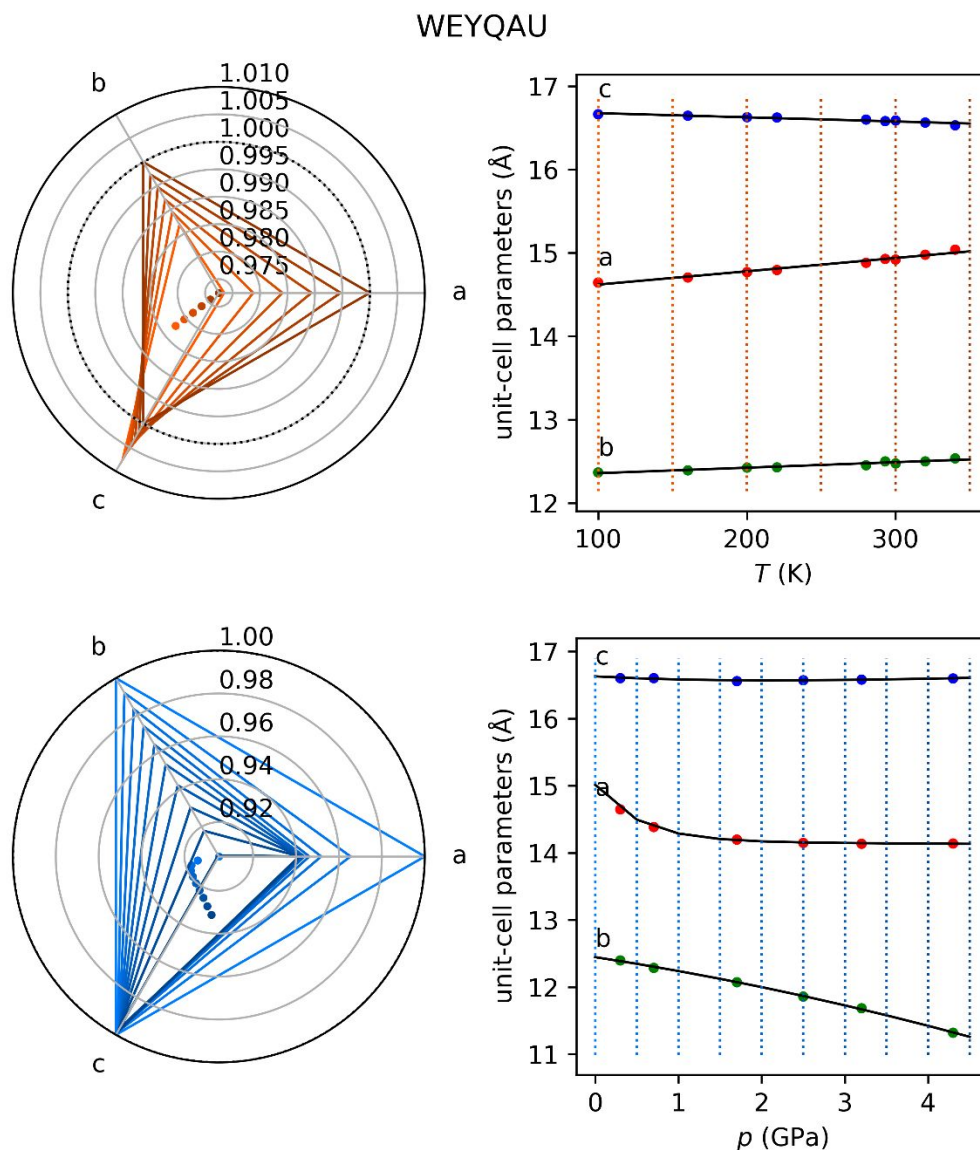 WEYQAU
b
1.010
1.005
1.000
0.995
0.990
0.985
0.980
0.975
a
c
17
16
15
14
13
12
unit-cell parameters (Å)
c
a
b
100
200
300
T (K)
b
1.00
0.98
0.96
0.94
0.92
a
c
17
16
15
14
13
12
11
unit-cell parameters (Å)
c
a
b
0
1
2
3
4
p (GPa)